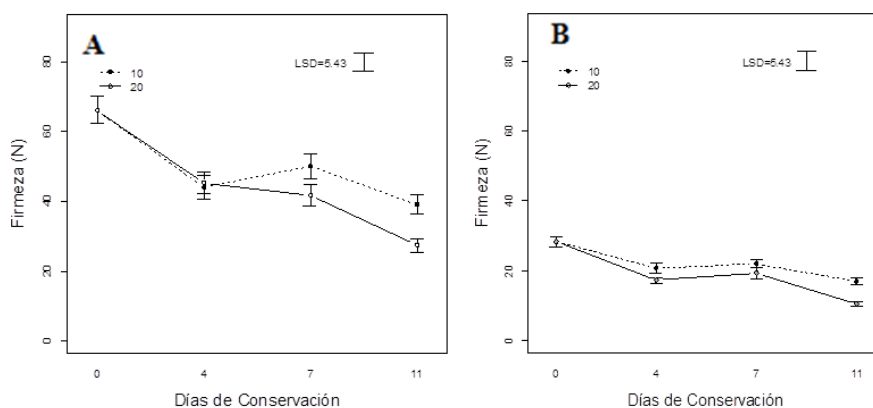 A
LSD=5.43
10
20
80
60
40
20
0
Firmeza (N)
0 4 7 11
Días de Conservación
B
LSD=5.43
10
20
80
60
40
20
0
Firmeza (N)
0 4 7 11
Días de Conservación